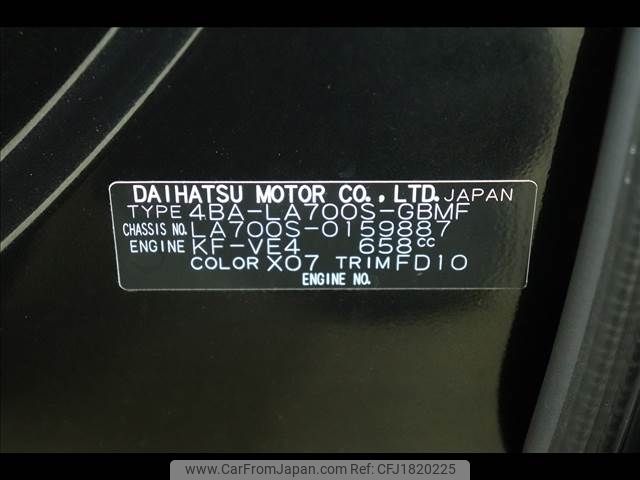 DAIHATSU MOTOR CO., LTD. JAPAN
TYPE 4BA-LA700S-GBMF
CHASSIS NO. LA700S-0159887
ENGINE KF-VE4 658cc
COLOR X07 TRIM FD10
ENGINE NO.
www.CarFromJapan.com © CarFromJapan CFJ1820225